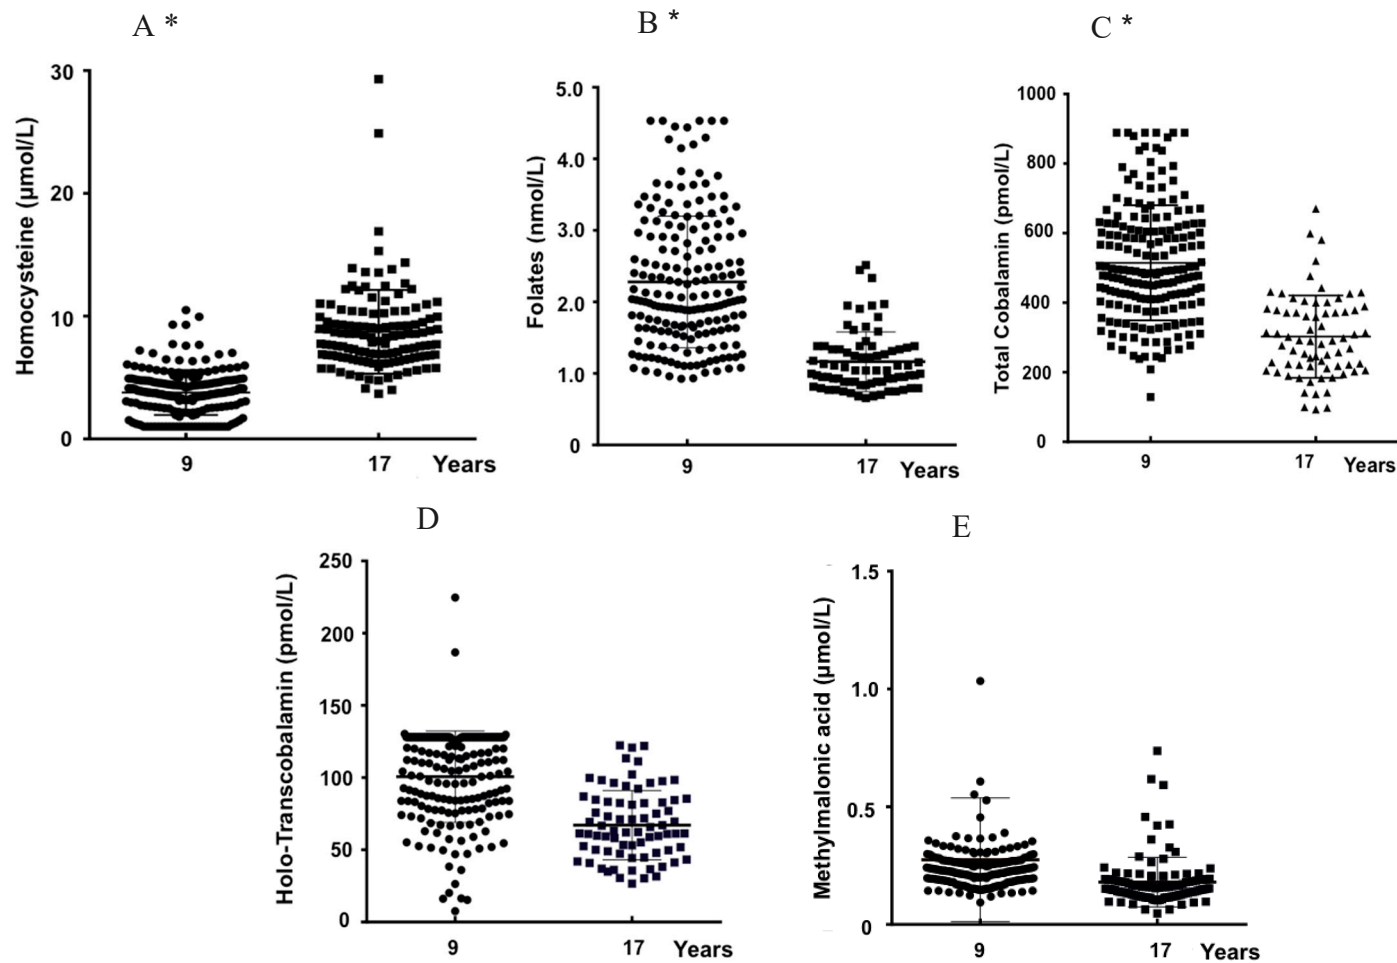 A *
Homocysteine (µmol/L)
30
20
10
0
9
17
Years
B *
Folates (nmol/L)
5.0
4.0
3.0
2.0
1.0
0
9
17
Years
C *
Total Cobalamin (pmol/L)
1000
800
600
400
200
0
9
17
Years
D
Holo-Transcobalamin (pmol/L)
250
200
150
100
50
0
9
17
Years
E
Methylmalonic acid (µmol/L)
1.5
1.0
0.5
0
9
17
Years